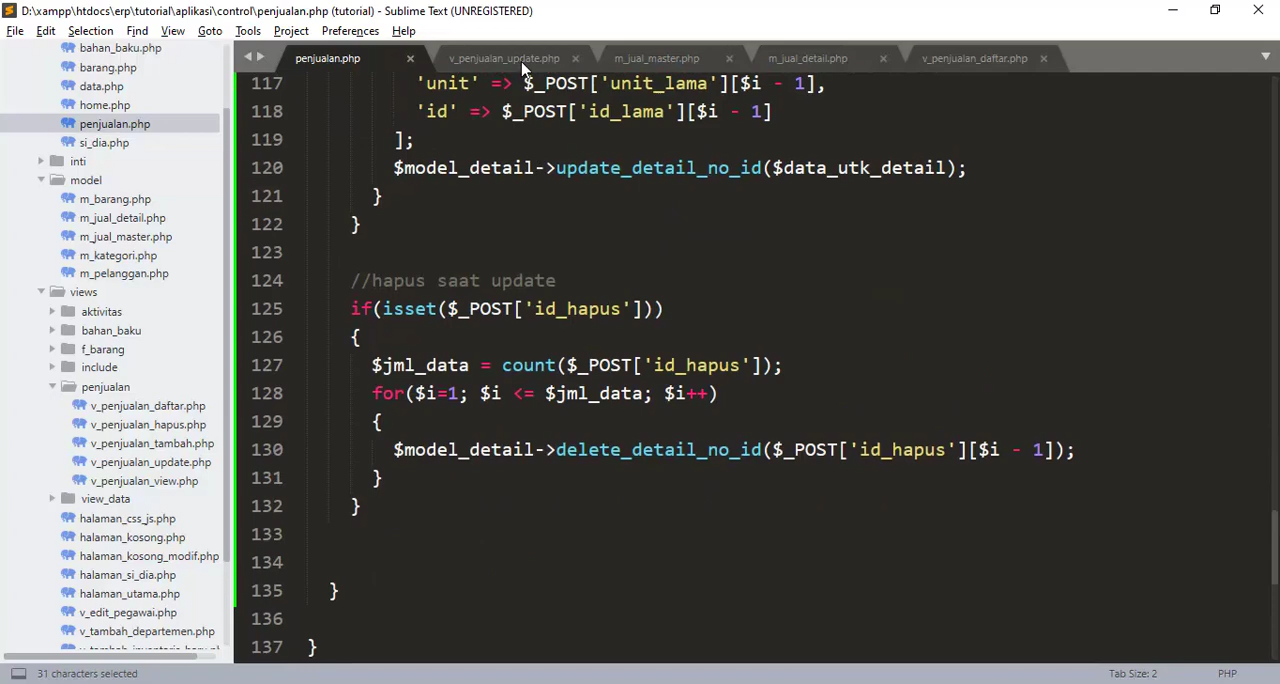 D:\xampp\htdocs\erp\tutorial\aplikasi\control\penjualan.php (tutorial) - Sublime Text (UNREGISTERED)
File Edit Selection Find View Goto Tools Project Preferences Help
penjualan.php v_penjualan_update.php m_jual_master.php m_jual_detail.php v_penjualan_daftar.php
bahan_baku.php
barang.php
data.php
home.php
penjualan.php
si_dia.php
inti
model
m_barang.php
m_jual_detail.php
m_jual_master.php
m_kategori.php
m_pelanggan.php
views
aktivitas
bahan_baku
f_barang
include
penjualan
v_penjualan_daftar.php
v_penjualan_hapus.php
v_penjualan_tambah.php
v_penjualan_update.php
v_penjualan_view.php
view_data
halaman_css_js.php
halaman_kosong.php
halaman_kosong_modif.php
halaman_si_dia.php
halaman_utama.php
v_edit_pegawai.php
v_tambah_departemen.php
117 'unit' => $_POST['unit_lama'][$i - 1],
118 'id' => $_POST['id_lama'][$i - 1]
119 ];
120 $model_detail->update_detail_no_id($data_utk_detail);
121 }
122 }
123
124 //hapus saat update
125 if(isset($_POST['id_hapus']))
126 {
127 $jml_data = count($_POST['id_hapus']);
128 for($i=1; $i <= $jml_data; $i++)
129 {
130 $model_detail->delete_detail_no_id($_POST['id_hapus'][$i - 1]);
131 }
132 }
133
134
135 }
136
137 }
31 characters selected Tab Size: 2 PHP